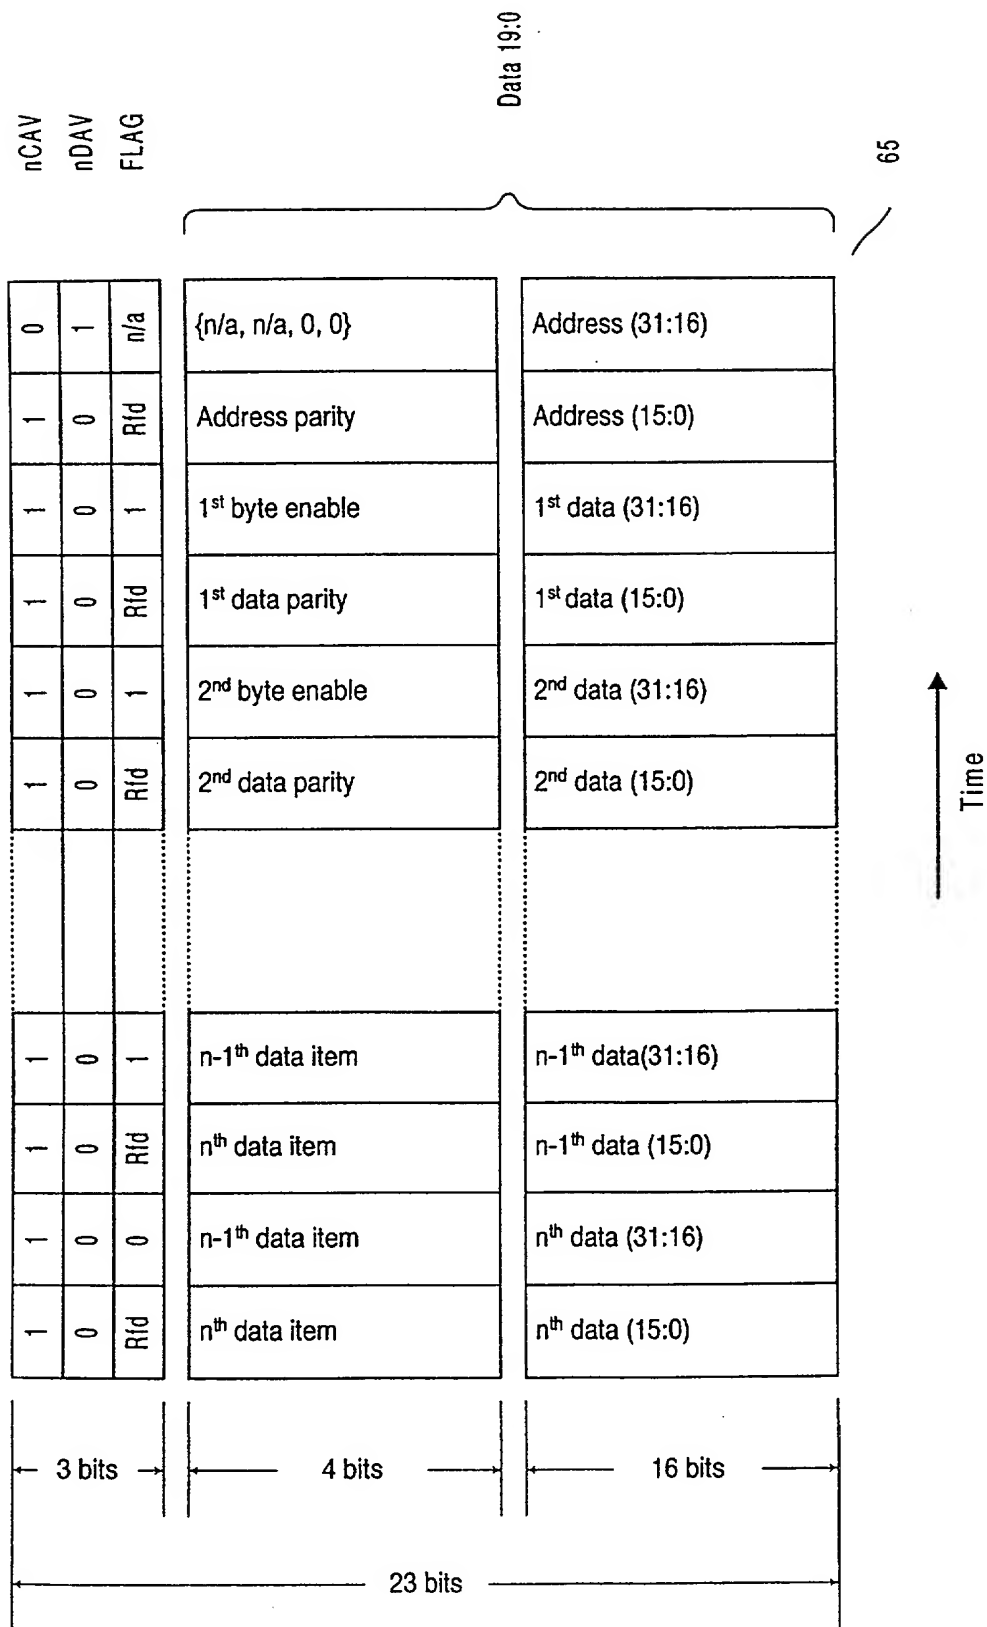 nCAV
nDAV
FLAG
Data 19:0
65
0 1 n/a {n/a, n/a, 0, 0} Address (31:16)
1 0 Rfd Address parity Address (15:0)
1 0 1 1st byte enable 1st data (31:16)
1 0 Rfd 1st data parity 1st data (15:0)
1 0 1 2nd byte enable 2nd data (31:16)
1 0 Rfd 2nd data parity 2nd data (15:0)
1 0 1 n-1th data item n-1th data(31:16)
1 0 Rfd nth data item n-1th data (15:0)
1 0 0 n-1th data item nth data (31:16)
1 0 Rfd nth data item nth data (15:0)
Time
3 bits 4 bits 16 bits
23 bits